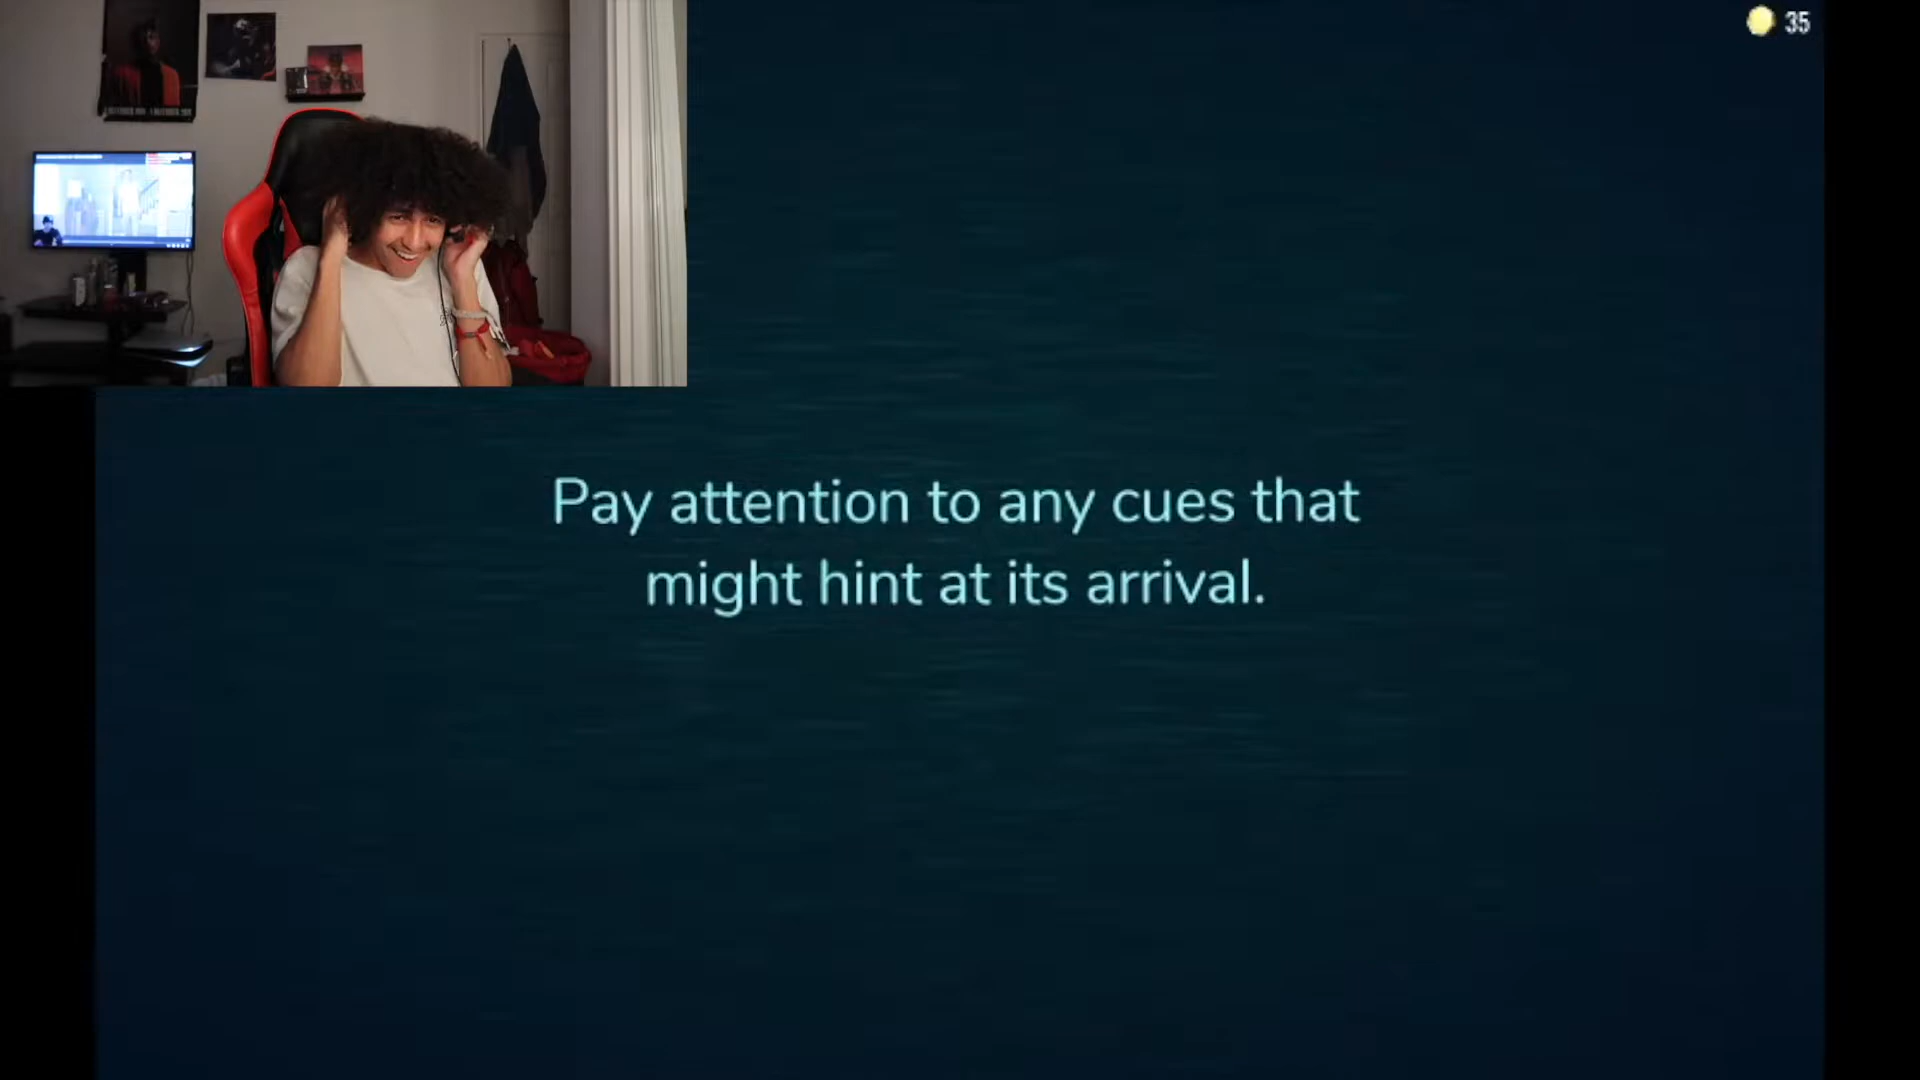 35
Pay attention to any cues that
might hint at its arrival.